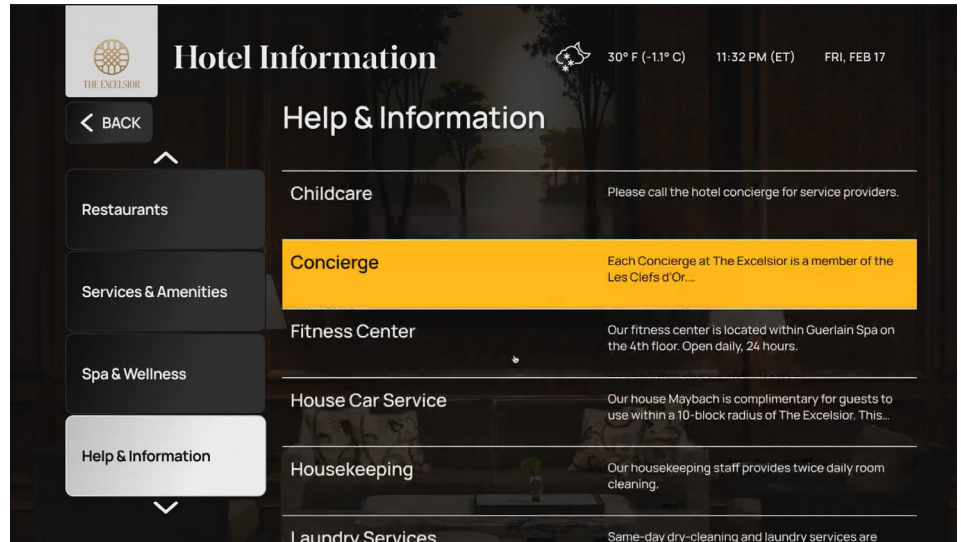 THE EXCELSIOR
Hotel Information
30° F (-1.1° C)
11:32 PM (ET)
FRI, FEB 17
BACK
Help & Information
Restaurants
Services & Amenities
Spa & Wellness
Help & Information
Childcare
Please call the hotel concierge for service providers.
Concierge
Each Concierge at The Excelsior is a member of the
Les Clefs d'Or....
Fitness Center
Our fitness center is located within Guerlain Spa on
the 4th floor. Open daily, 24 hours.
House Car Service
Our house Maybach is complimentary for guests to
use within a 10-block radius of The Excelsior. This...
Housekeeping
Our housekeeping staff provides twice daily room
cleaning.
Laundry Services
Same-day dry-cleaning and laundry services are